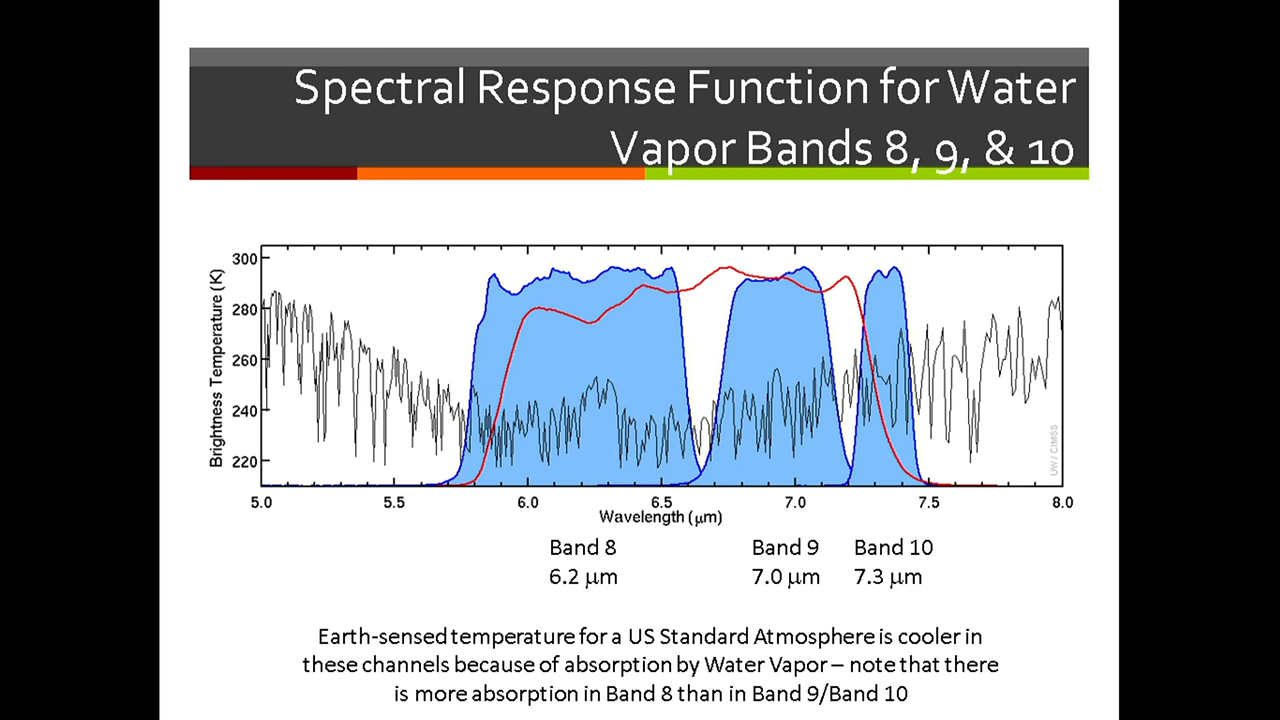 Spectral Response Function for Water
Vapor Bands 8, 9, & 10
300
280
260
240
220
Brightness Temperature (K)
UW / CIMSS
5.0 5.5 6.0 6.5 7.0 7.5 8.0
Wavelength (μm)
Band 8 Band 9 Band 10
6.2 μm 7.0 μm 7.3 μm
Earth-sensed temperature for a US Standard Atmosphere is cooler in
these channels because of absorption by Water Vapor – note that there
is more absorption in Band 8 than in Band 9/Band 10